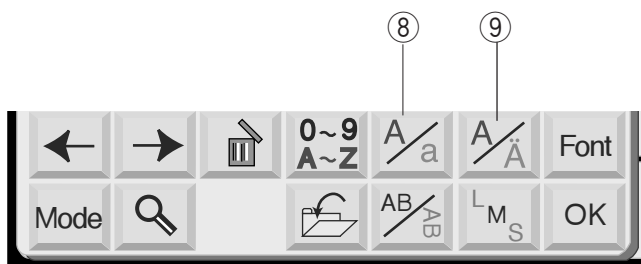 ⑧ ⑨
0~9
A~Z
A/a
A/Ä
Font
Mode
AB/AB
L M S
OK